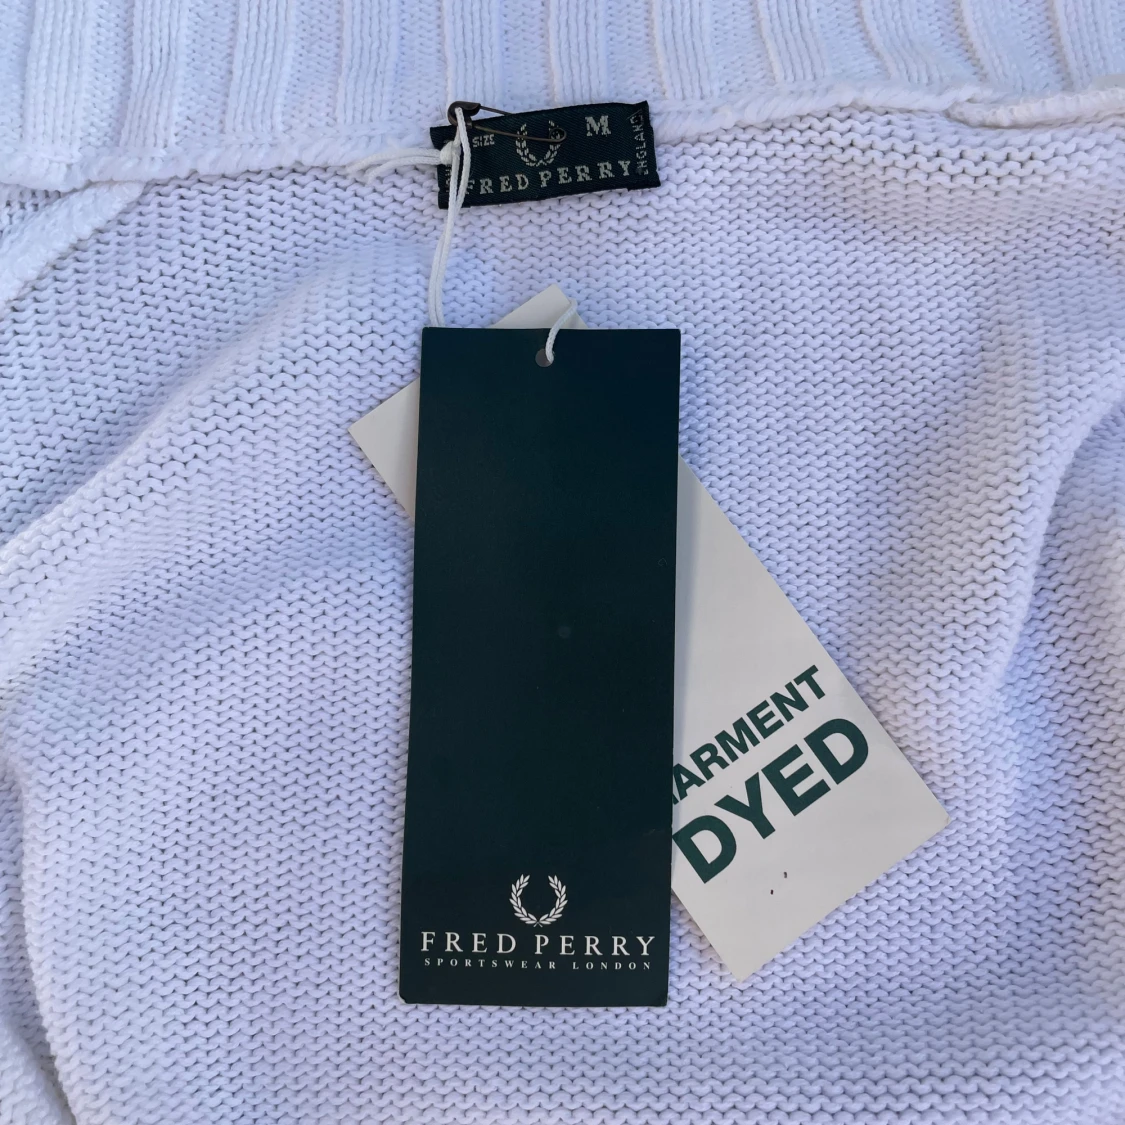 SIZE M
FRED PERRY
ENGLAND
FRED PERRY
SPORTSWEAR LONDON
ARMENT
DYED